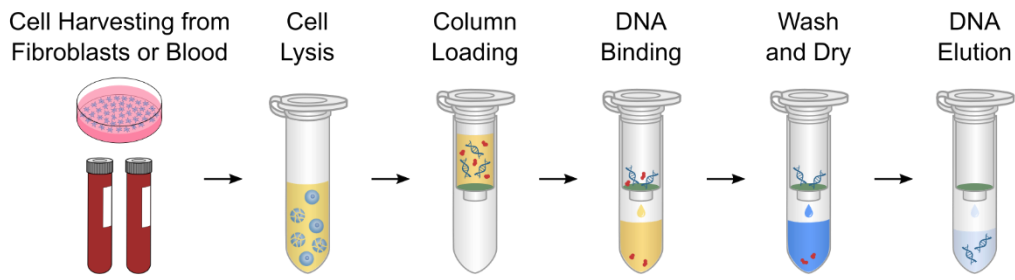 Cell Harvesting from
Fibroblasts or Blood
Cell
Lysis
Column
Loading
DNA
Binding
Wash
and Dry
DNA
Elution